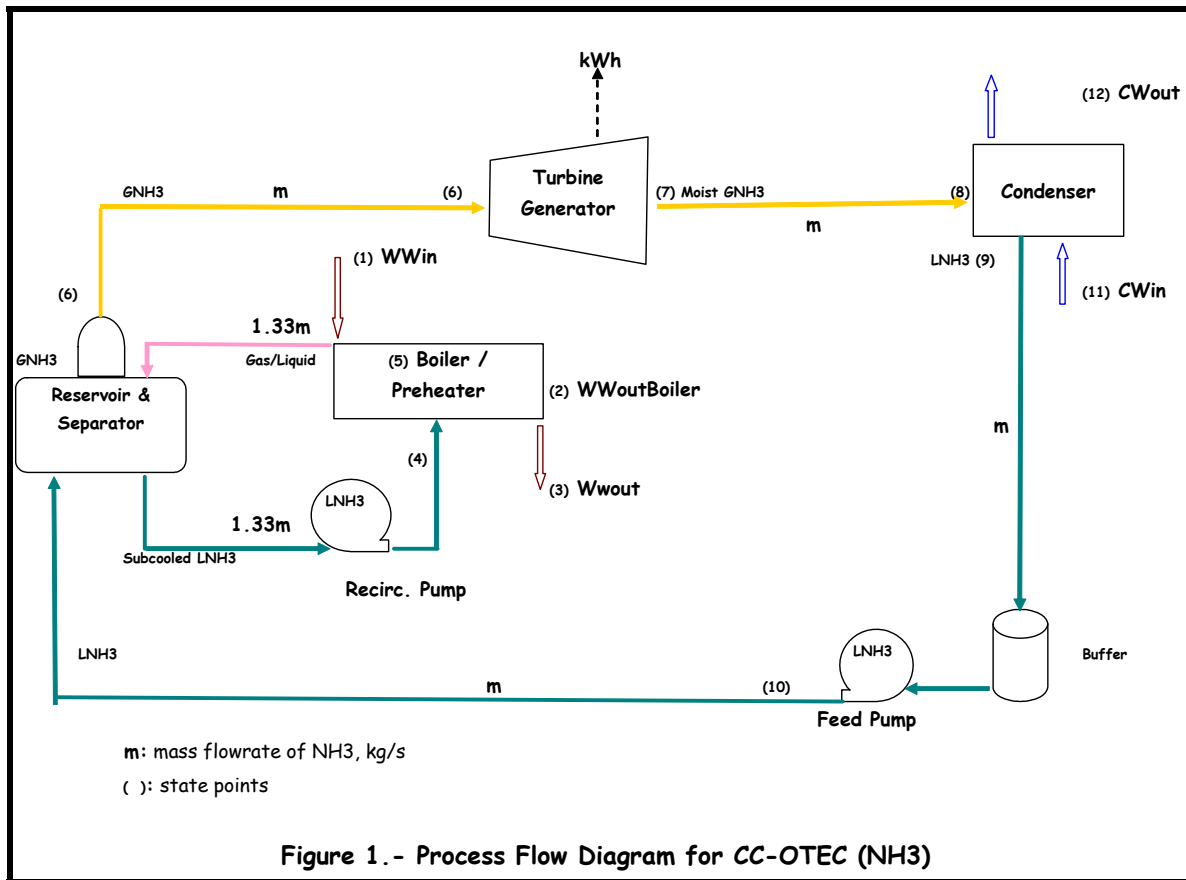 kWh
(12) CWout
Turbine
Generator
GNH3
m
(6)
(7) Moist GNH3
m
(8)
Condenser
(1) WWin
LNH3 (9)
(11) CWin
(6)
1.33m
Gas/Liquid
GNH3
Reservoir &
Separator
(5) Boiler /
Preheater
(2) WWoutBoiler
(4)
(3) Wwout
m
LNH3
1.33m
Subcooled LNH3
Recirc. Pump
LNH3
LNH3
Buffer
m
(10)
Feed Pump
m: mass flowrate of NH3, kg/s
( ): state points
Figure 1.- Process Flow Diagram for CC-OTEC (NH3)